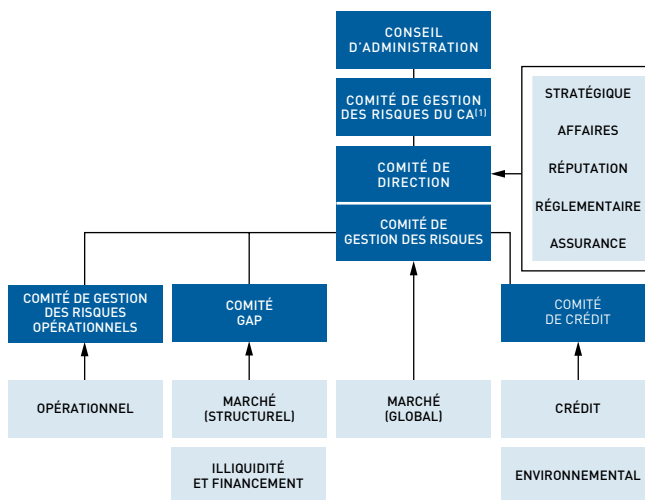 CONSEIL
D'ADMINISTRATION
COMITÉ DE GESTION
DES RISQUES DU CA(1)
COMITÉ DE
DIRECTION
COMITÉ DE
GESTION DES RISQUES
STRATÉGIQUE
AFFAIRES
RÉPUTATION
RÉGLEMENTAIRE
ASSURANCE
COMITÉ DE GESTION
DES RISQUES
OPÉRATIONNELS
COMITÉ
GAP
COMITÉ
DE CRÉDIT
OPÉRATIONNEL
MARCHÉ
(STRUCTUREL)
MARCHÉ
(GLOBAL)
CRÉDIT
ILLIQUIDITÉ
ET FINANCEMENT
ENVIRONNEMENTAL